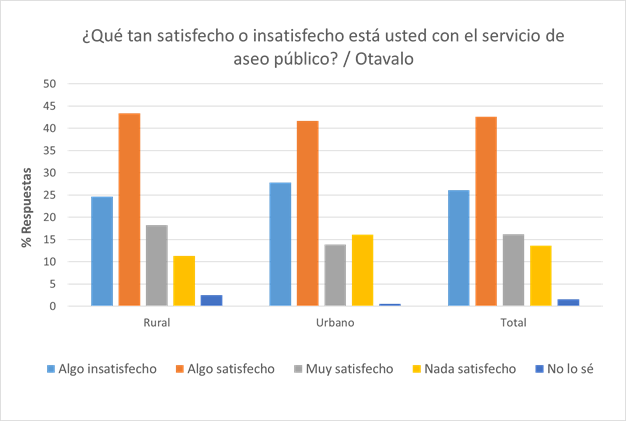 ¿Qué tan satisfecho o insatisfecho está usted con el servicio de
aseo público? / Otavalo
% Respuestas
50
45
40
35
30
25
20
15
10
5
0
Rural Urbano Total
Algo insatisfecho Algo satisfecho Muy satisfecho Nada satisfecho No lo sé